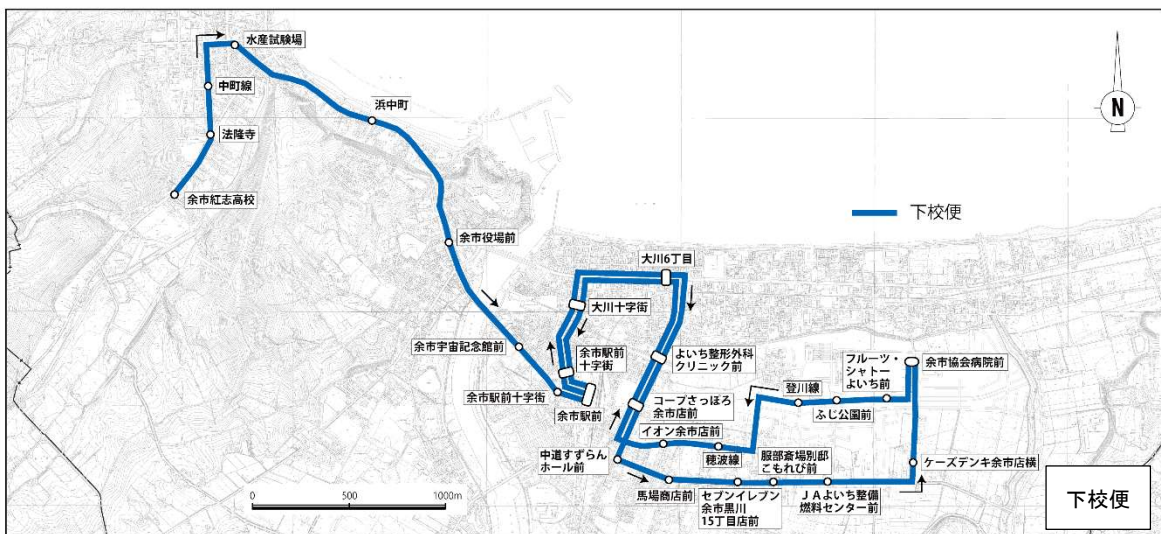 水産試験場
中町線
浜中町
法隆寺
余市紅志高校
N
下校便
余市役場前
大川6丁目
大川十字街
余市宇宙記念館前
余市駅前
十字街
よいち整形外科
クリニック前
フルーツ・
シャトー
よいち前
余市協会病院前
登川線
余市駅前十字街
余市駅前
コープさっぽろ
余市店前
ふじ公園前
イオン余市店前
中道すずらん
ホール前
穂波線
服部斎場別邸
こもれび前
ケーズデンキ余市店横
馬場商店前
セブンイレブン
余市黒川
15丁目店前
JAよいち整備
燃料センター前
0
500
1000m
下校便